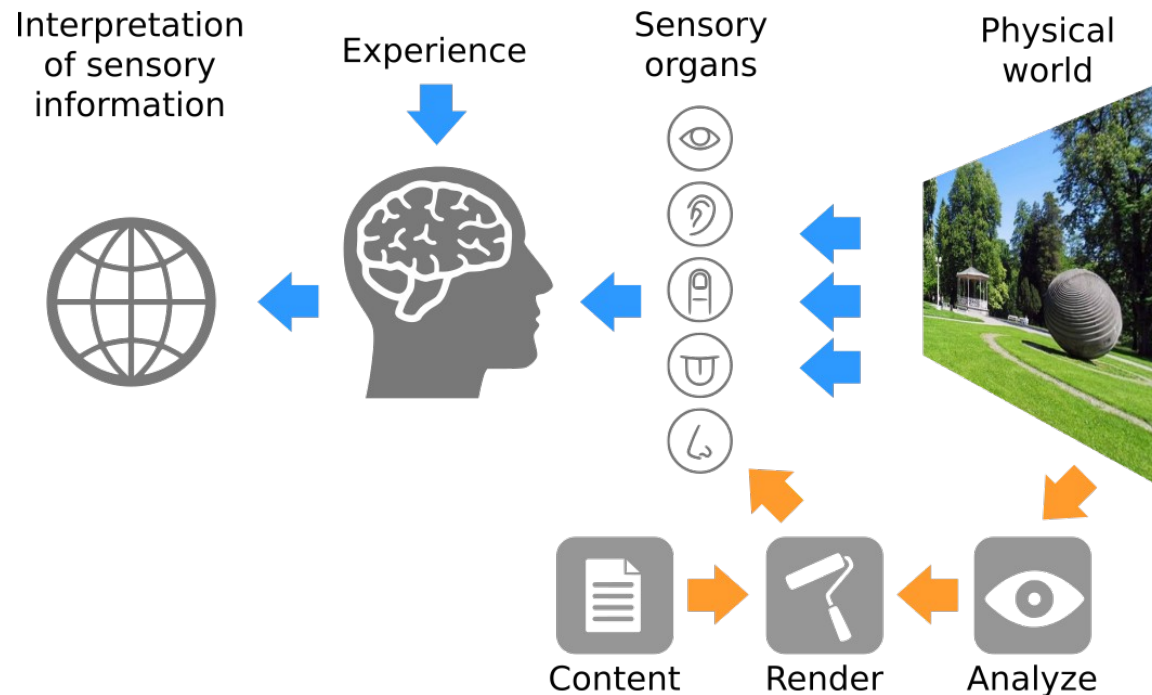 Interpretation
of sensory
information
Experience
Sensory
organs
Physical
world
Content
Render
Analyze